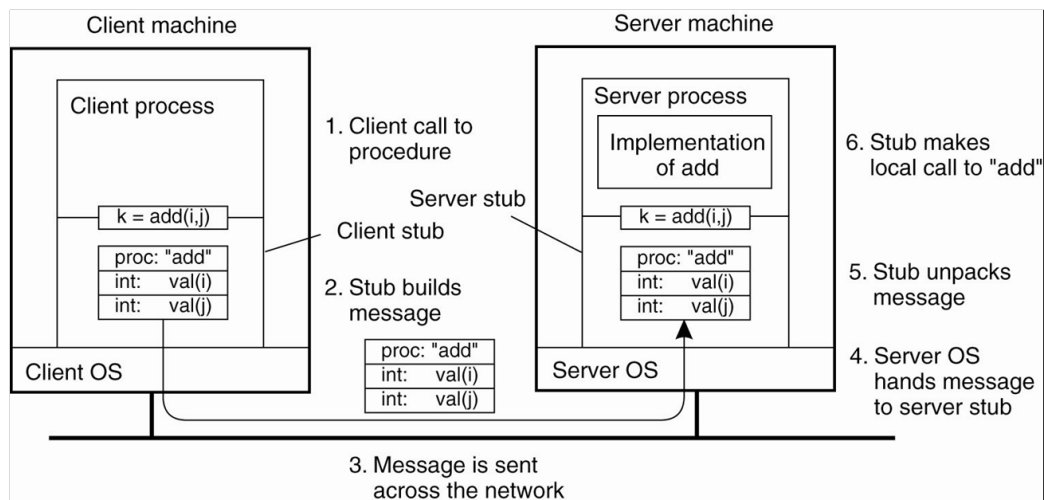 Client machine
Server machine
Client process
Server process
1. Client call to
procedure
Implementation
of add
6. Stub makes
local call to "add"
Server stub
k = add(i,j)
k = add(i,j)
Client stub
proc: "add"
int: val(i)
int: val(j)
proc: "add"
int: val(i)
int: val(j)
5. Stub unpacks
message
2. Stub builds
message
proc: "add"
int: val(i)
int: val(j)
4. Server OS
hands message
to server stub
Client OS
Server OS
3. Message is sent
across the network